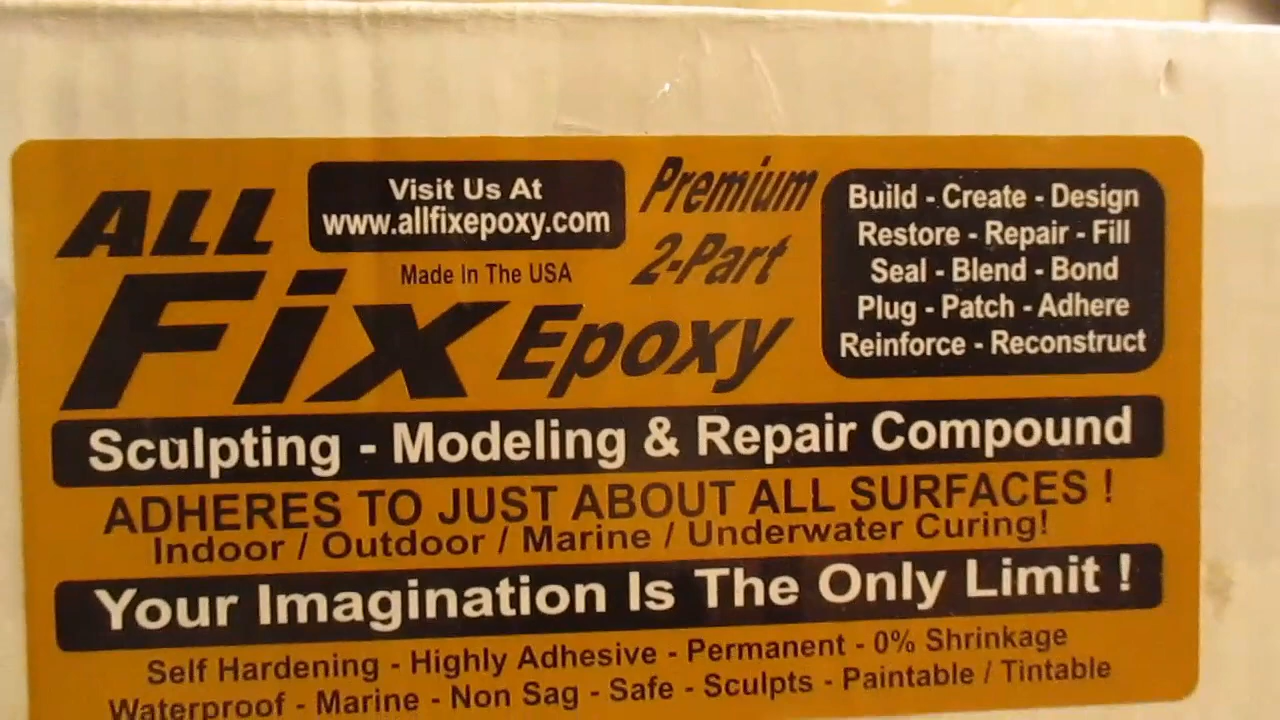 ALL
Fix Epoxy
Visit Us At
www.allfixepoxy.com
Made In The USA
Premium
2-Part
Build - Create - Design
Restore - Repair - Fill
Seal - Blend - Bond
Plug - Patch - Adhere
Reinforce - Reconstruct
Sculpting - Modeling & Repair Compound
ADHERES TO JUST ABOUT ALL SURFACES !
Indoor / Outdoor / Marine / Underwater Curing!
Your Imagination Is The Only Limit !
Self Hardening - Highly Adhesive - Permanent - 0% Shrinkage
Waterproof - Marine - Non Sag - Safe - Sculpts - Paintable / Tintable